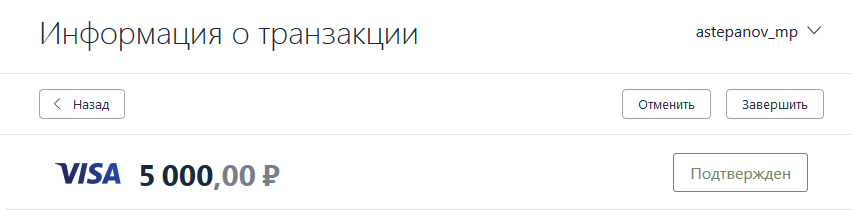 Информация о транзакции
astepanov_mp
Назад
Отменить
Завершить
VISA 5 000,00 ₽
Подтвержден